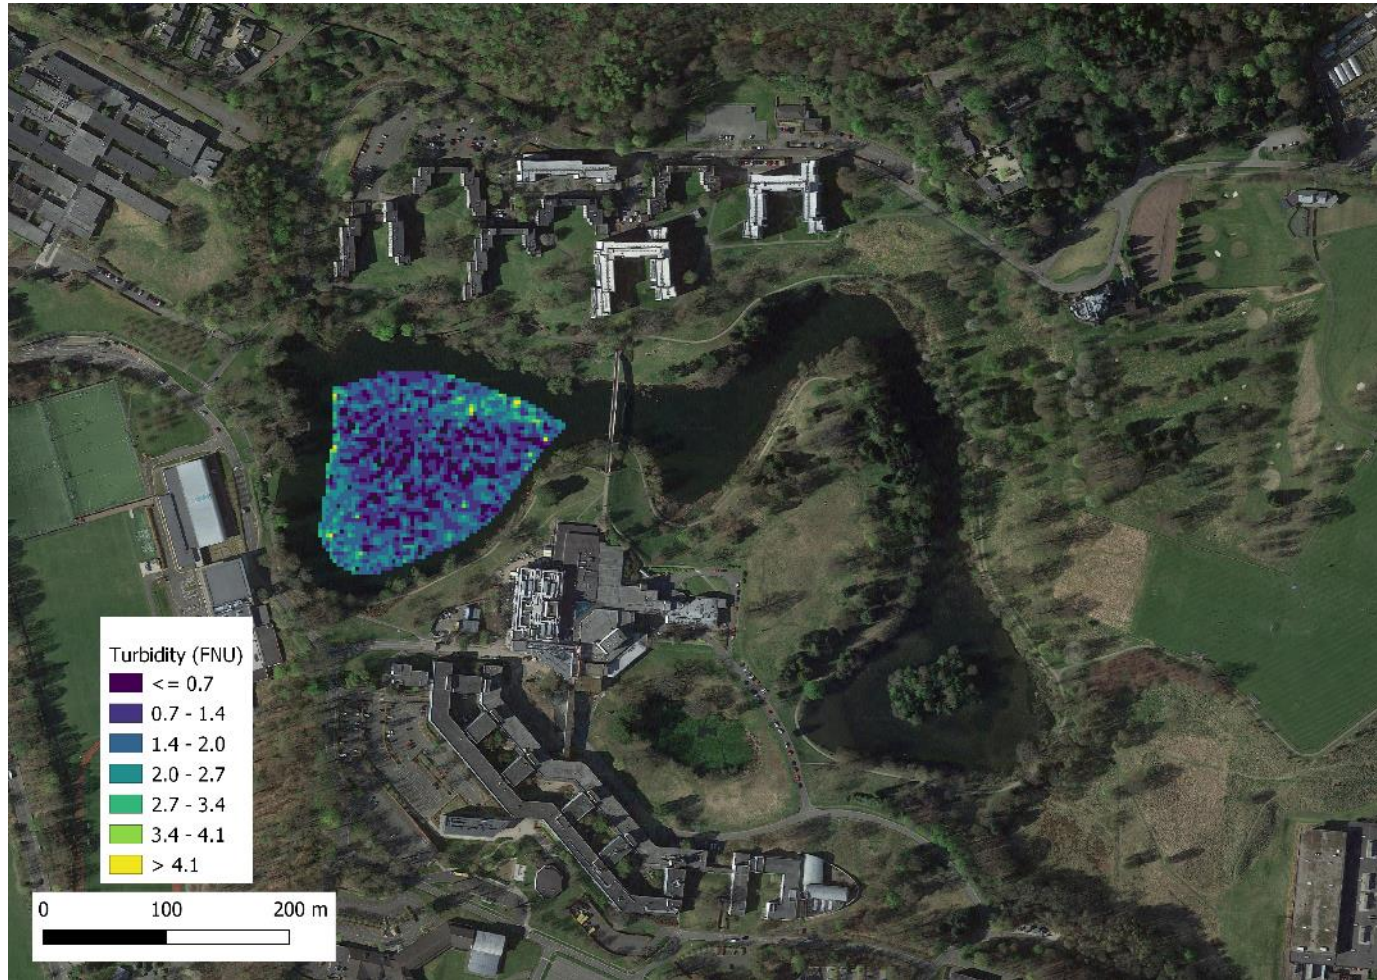 Turbidity (FNU)
<= 0.7
0.7 - 1.4
1.4 - 2.0
2.0 - 2.7
2.7 - 3.4
3.4 - 4.1
> 4.1
0 100 200 m